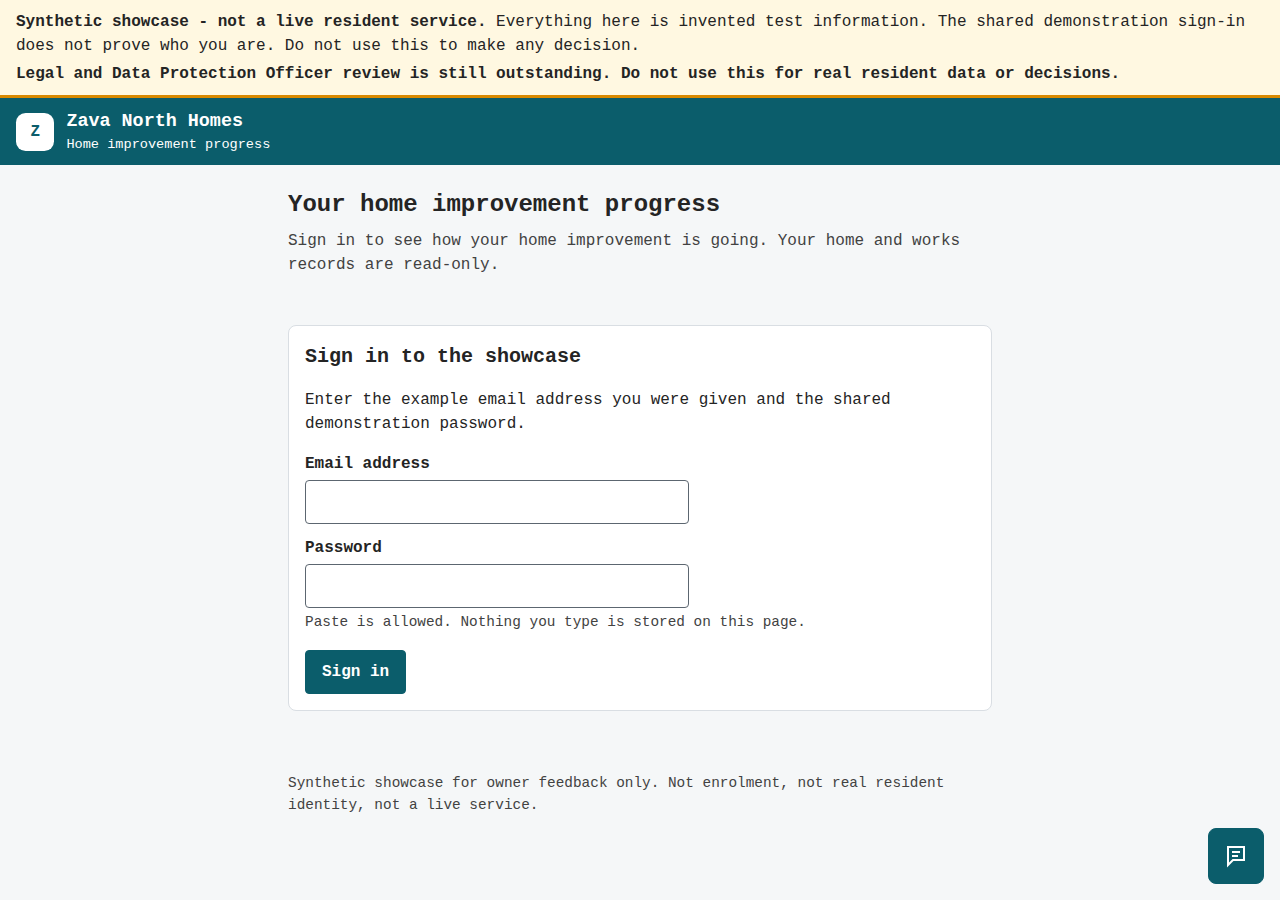 Synthetic showcase - not a live resident service. Everything here is invented test information. The shared demonstration sign-in
does not prove who you are. Do not use this to make any decision.
Legal and Data Protection Officer review is still outstanding. Do not use this for real resident data or decisions.
Z
Zava North Homes
Home improvement progress
Your home improvement progress
Sign in to see how your home improvement is going. Your home and works
records are read-only.
Sign in to the showcase
Enter the example email address you were given and the shared
demonstration password.
Email address
Password
Paste is allowed. Nothing you type is stored on this page.
Sign in
Synthetic showcase for owner feedback only. Not enrolment, not real resident
identity, not a live service.